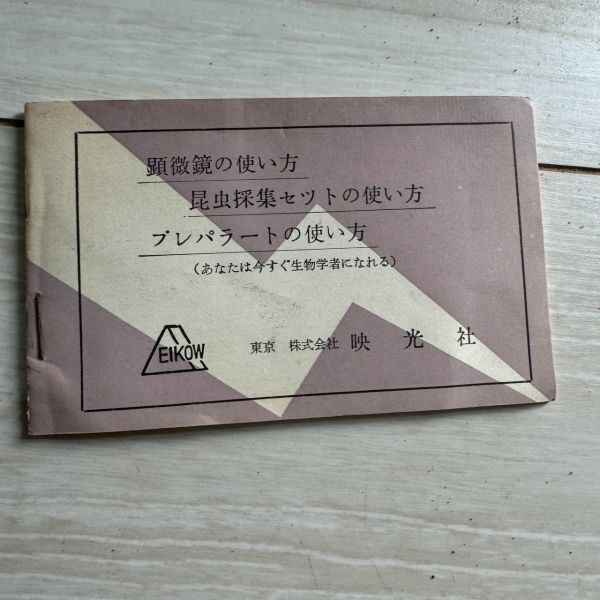 顕微鏡の使い方
昆虫採集セツトの使い方
プレパラートの使い方
(あなたは今すぐ生物学者になれる)
EIKOW
東京 株式会社 映光社